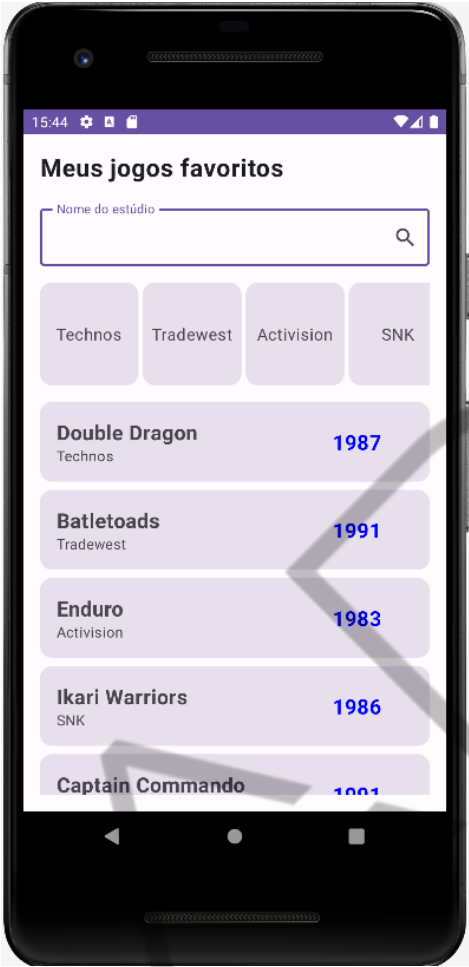 15:44
Meus jogos favoritos
Nome do estúdio
Technos Tradewest Activision SNK
Double Dragon
Technos
1987
Batletoads
Tradewest
1991
Enduro
Activision
1983
Ikari Warriors
SNK
1986
Captain Commando
1991